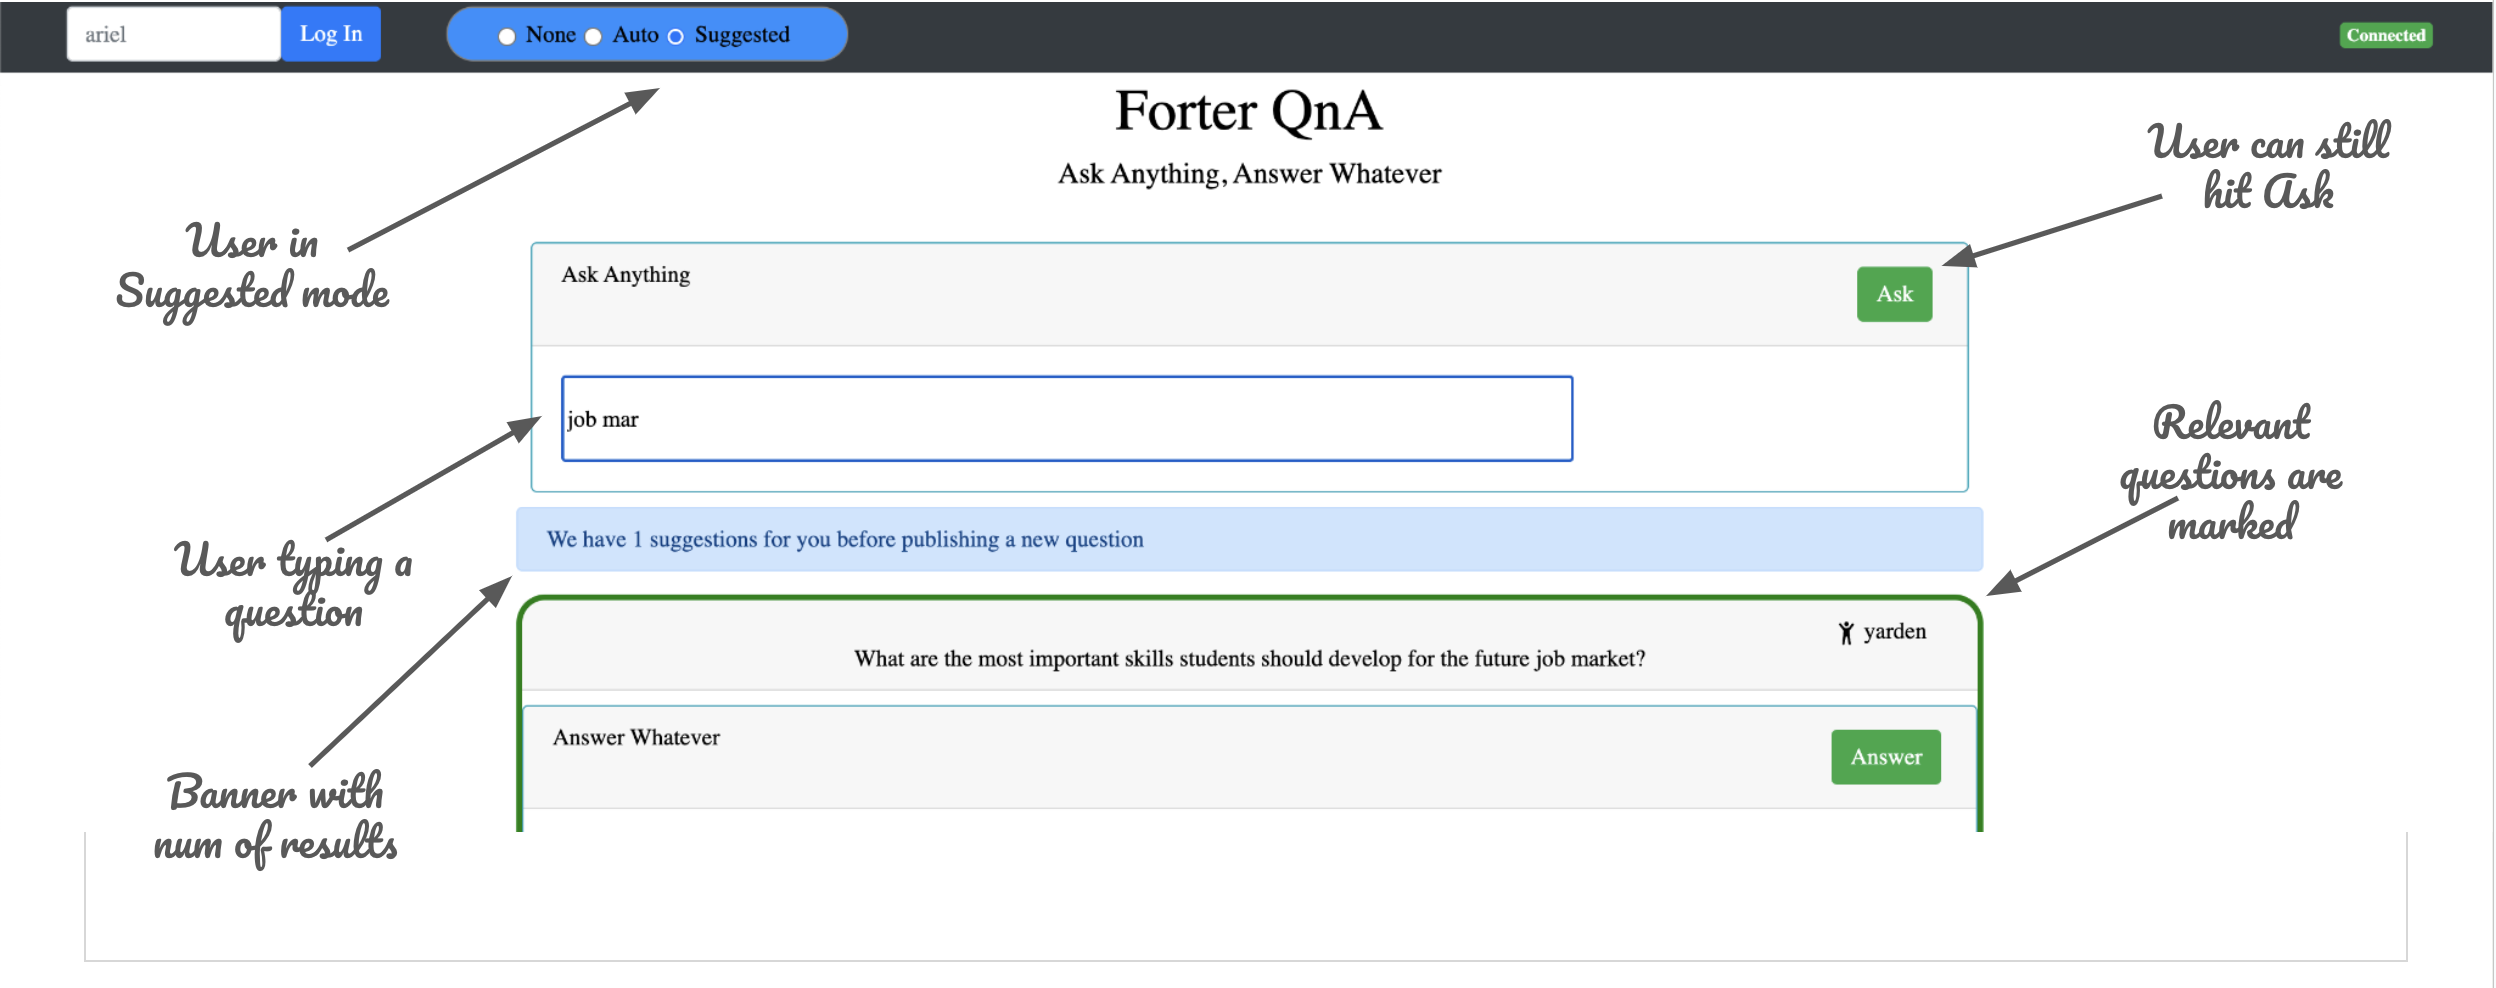 ariel
Log In
None
Auto
Suggested
Connected
Forter QnA
Ask Anything, Answer Whatever
User can still
hit Ask
User in
Suggested mode
Ask Anything
Ask
job mar
Relevant
questions are
marked
User typing a
question
We have 1 suggestions for you before publishing a new question
yarden
What are the most important skills students should develop for the future job market?
Answer Whatever
Answer
Banner with
num of results